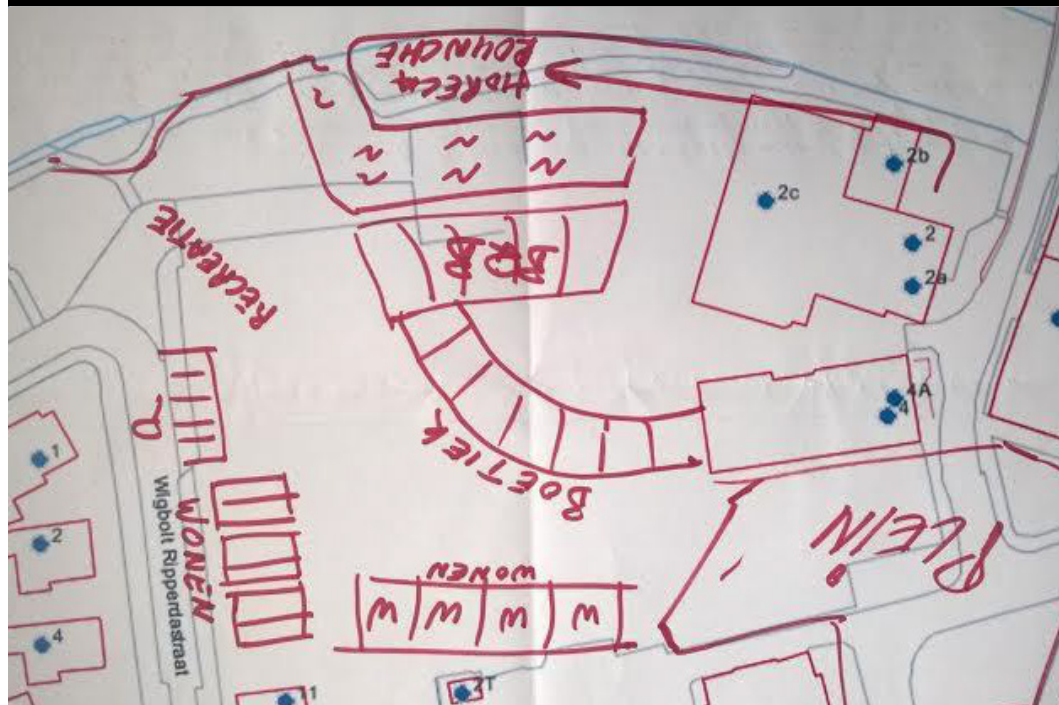 HORECA
2b
2c
2
2a
RECREATIE
4A
4
1
BOETIEK
2
Wigbolt Ripperdastraat
WONEN
PLEIN
WONEN
W W W W
4
11
2T